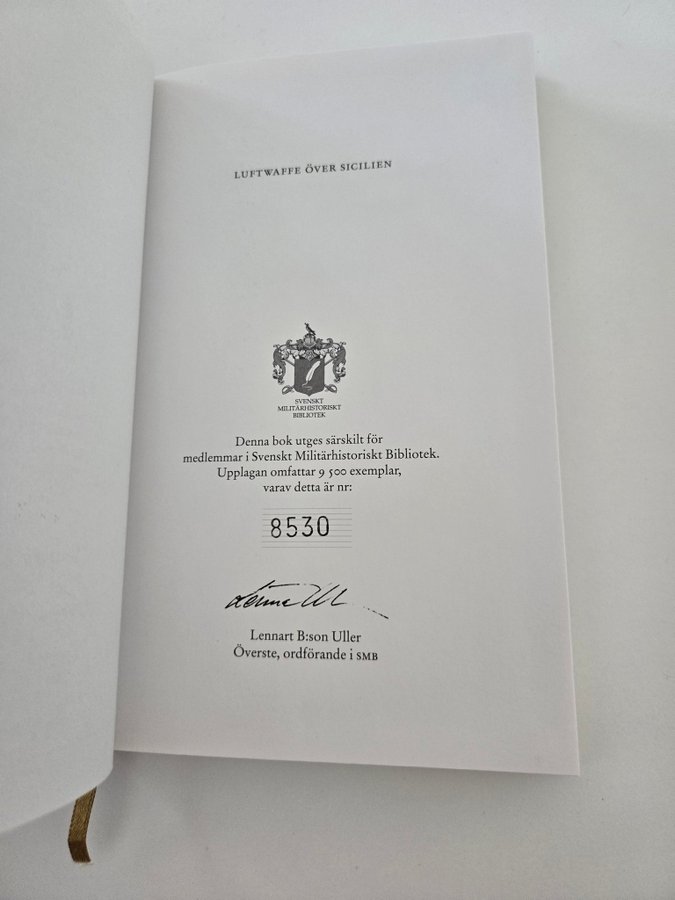 LUFTWAFFE ÖVER SICILIEN
SVENSKT
MILITÄRHISTORISKT
BIBLIOTEK
Denna bok utges särskilt för
medlemmar i Svenskt Militärhistoriskt Bibliotek.
Upplagan omfattar 9 500 exemplar,
varav detta är nr:
8530
Lennart B:son Uller
Överste, ordförande i SMB